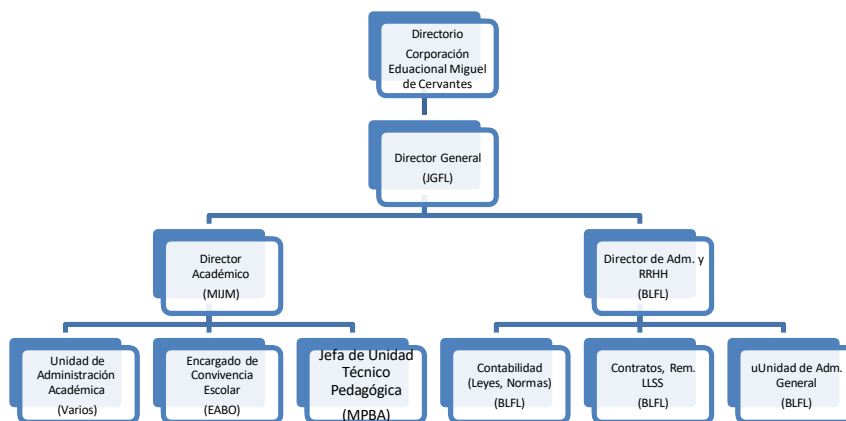 Directorio
Corporación
Eduacional Miguel
de Cervantes
Director General
(JGFL)
Director
Académico
(MIJM)
Director de Adm. y
RRHH
(BLFL)
Unidad de
Administración
Académica
(Varios)
Encargado de
Convivencia
Escolar
(EABO)
Jefa de Unidad
Técnico
Pedagógica
(MPBA)
Contabilidad
(Leyes, Normas)
(BLFL)
Contratos, Rem.
LLSS
(BLFL)
uUnidad de Adm.
General
(BLFL)